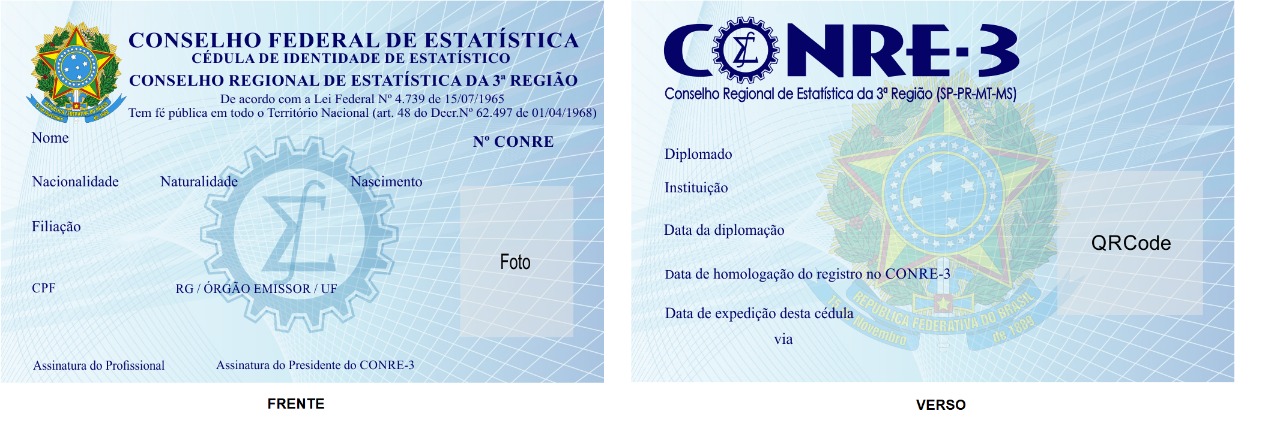 CONSELHO FEDERAL DE ESTATÍSTICA
CÉDULA DE IDENTIDADE DE ESTATÍSTICO
CONSELHO REGIONAL DE ESTATÍSTICA DA 3ª REGIÃO
De acordo com a Lei Federal Nº 4.739 de 15/07/1965
Tem fé pública em todo o Território Nacional (art. 48 do Decr.Nº 62.497 de 01/04/1968)
Nome
Nº CONRE
Nacionalidade Naturalidade Nascimento
Filiação
Foto
CPF RG / ÓRGÃO EMISSOR / UF
Assinatura do Profissional Assinatura do Presidente do CONRE-3
FRENTE
CONRE-3
Conselho Regional de Estatística da 3ª Região (SP-PR-MT-MS)
Diplomado
Instituição
Data da diplomação
QRCode
Data de homologação do registro no CONRE-3
Data de expedição desta cédula
via
REPÚBLICA FEDERATIVA DO BRASIL
15 de Novembro de 1889
VERSO